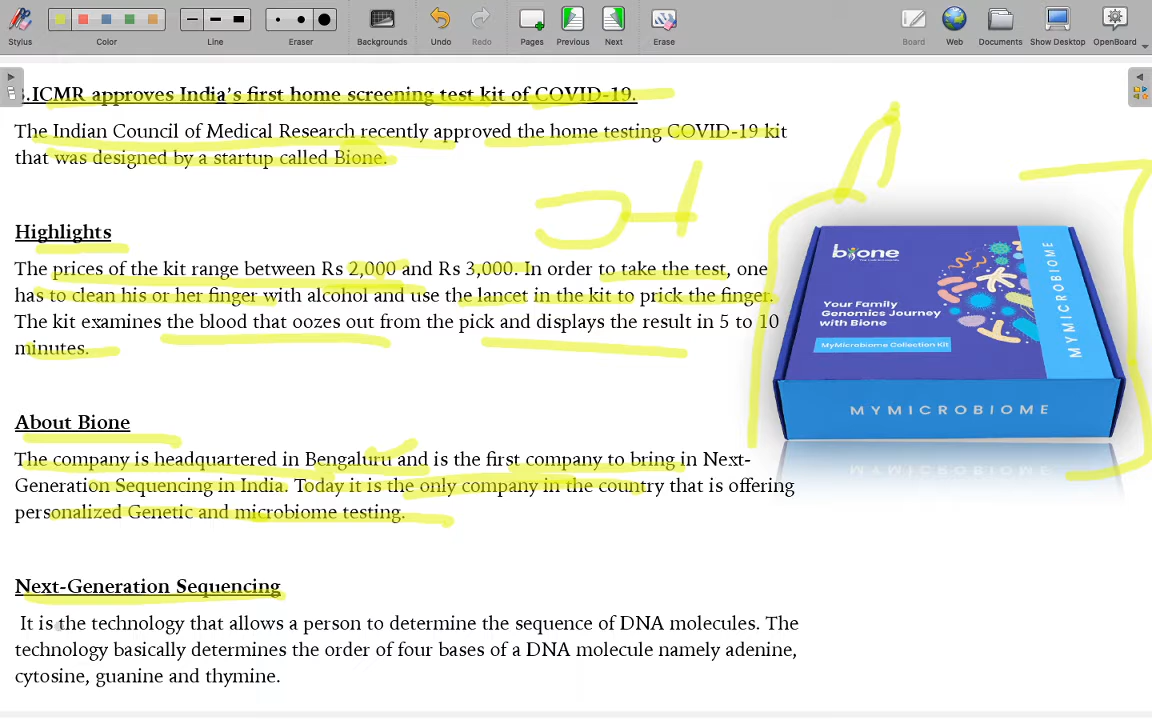 Stylus
Color
Line
Eraser
Backgrounds
Undo
Redo
Pages
Previous
Next
Erase
Board
Web
Documents
Show Desktop
OpenBoard
.ICMR approves India's first home screening test kit of COVID-19.
The Indian Council of Medical Research recently approved the home testing COVID-19 kit
that was designed by a startup called Bione.
Highlights
The prices of the kit range between Rs 2,000 and Rs 3,000. In order to take the test, one
has to clean his or her finger with alcohol and use the lancet in the kit to prick the finger.
The kit examines the blood that oozes out from the pick and displays the result in 5 to 10
minutes.
bione
Your Family
Genomics Journey
with Bione
MyMicrobiome Collection Kit
MYMICROBIOME
MYMICROBIOME
About Bione
The company is headquartered in Bengaluru and is the first company to bring in Next-
Generation Sequencing in India. Today it is the only company in the country that is offering
personalized Genetic and microbiome testing.
Next-Generation Sequencing
It is the technology that allows a person to determine the sequence of DNA molecules. The
technology basically determines the order of four bases of a DNA molecule namely adenine,
cytosine, guanine and thymine.